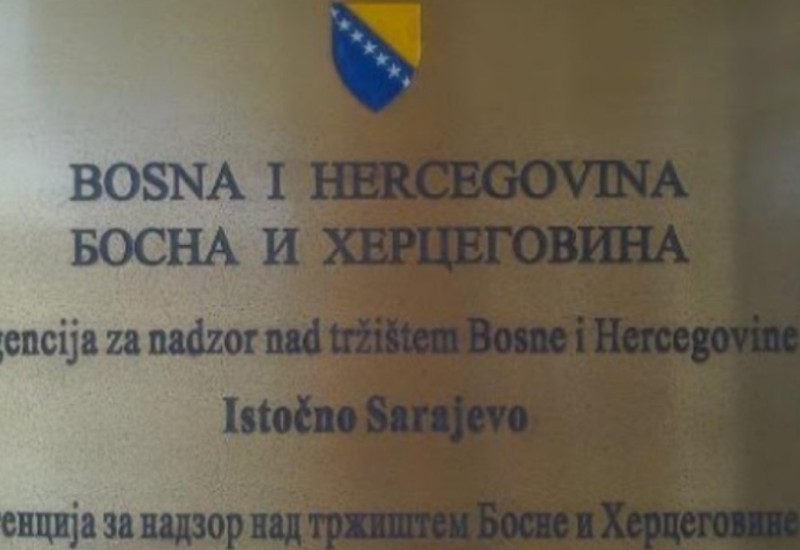 BOSNA I HERCEGOVINA
БОСНА И ХЕРЦЕГОВИНА
gencija za nadzor nad tržištem Bosne i Hercegovine
Istočno Sarajevo
генција за надзор над тржиштем Босне и Херцеговине